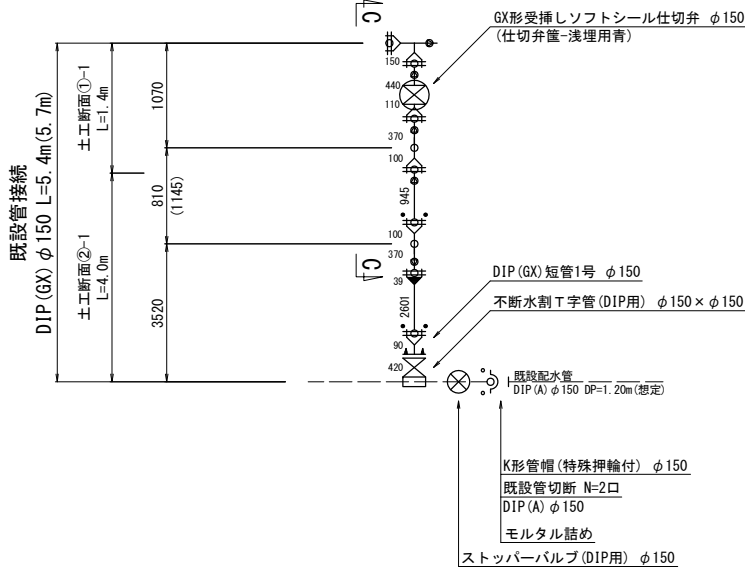 C
GX形受挿しソフトシール仕切弁 φ150
(仕切弁筐-浅埋用青)
既設管接続
DIP(GX)φ150 L=5.4m(5.7m)
土工断面①-1
L=1.4m
土工断面②-1
L=4.0m
1070
810
(1145)
3520
150
440
110
370
100
945
100
370
39
2601
90
420
C
DIP(GX)短管1号 φ150
不断水割T字管(DIP用) φ150×φ150
既設配水管
DIP(A)φ150 DP=1.20m(想定)
K形管帽(特殊押輪付) φ150
既設管切断 N=2口
DIP(A)φ150
モルタル詰め
ストッパーバルブ(DIP用) φ150